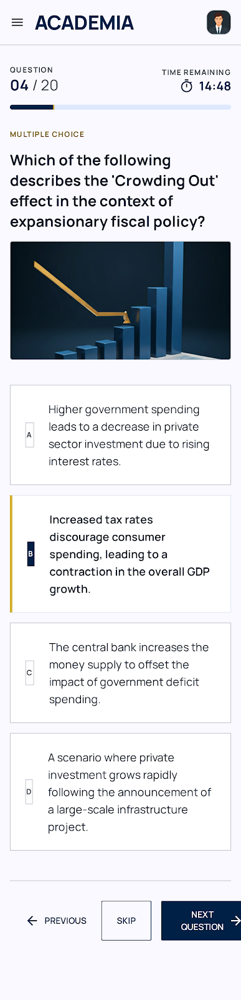 ACADEMIA
QUESTION
04 / 20
TIME REMAINING
14:48
MULTIPLE CHOICE
Which of the following
describes the 'Crowding Out'
effect in the context of
expansionary fiscal policy?
A
Higher government spending
leads to a decrease in private
sector investment due to rising
interest rates.
B
Increased tax rates
discourage consumer
spending, leading to a
contraction in the overall GDP
growth.
C
The central bank increases the
money supply to offset the
impact of government deficit
spending.
D
A scenario where private
investment grows rapidly
following the announcement of
a large-scale infrastructure
project.
PREVIOUS
SKIP
NEXT
QUESTION